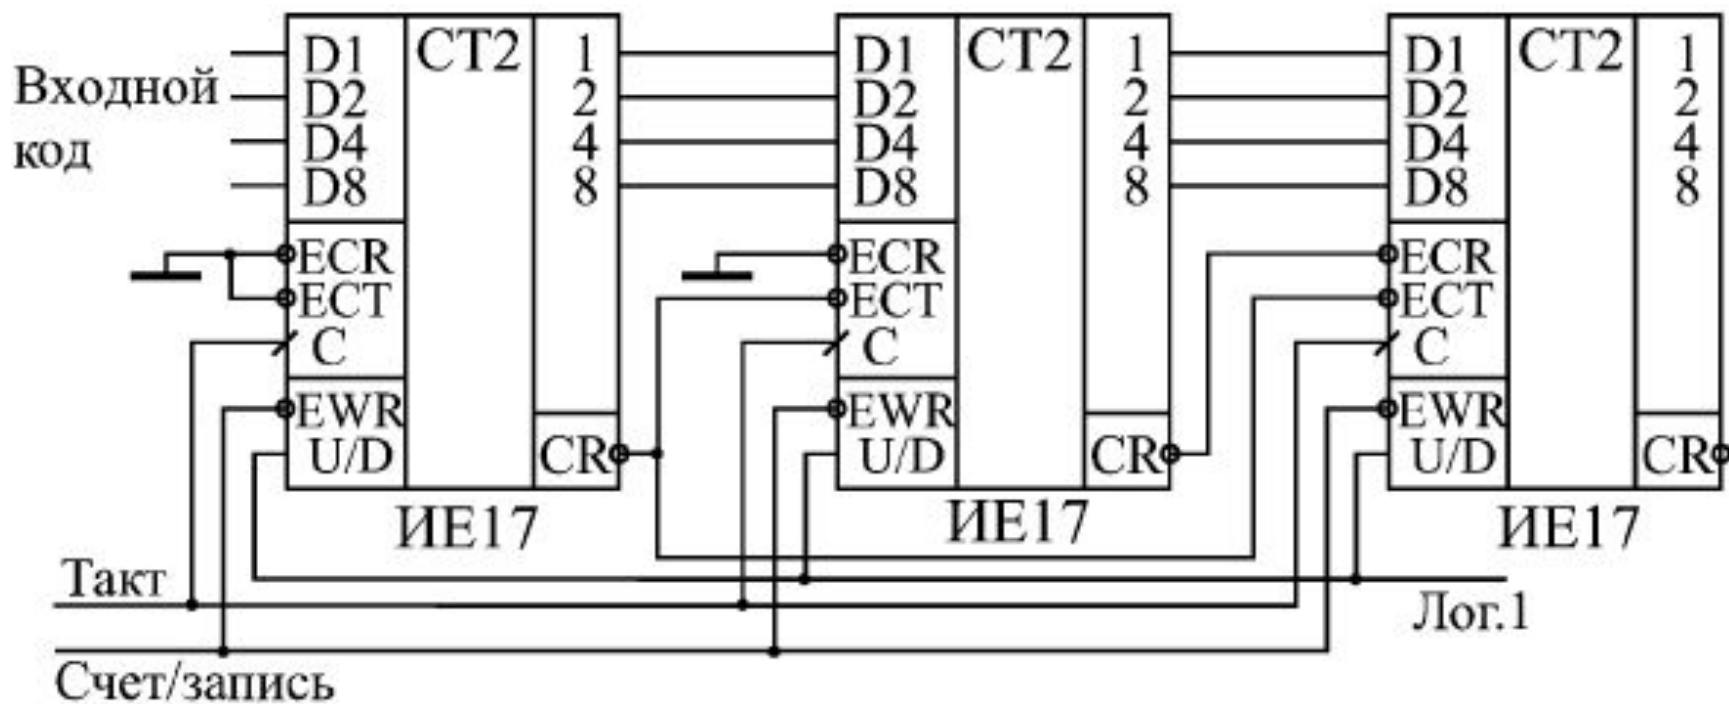 Входной
код
D1
D2
D4
D8
ECR
ECT
C
EWR
U/D
CT2
1
2
4
8
CR
ИЕ17
D1
D2
D4
D8
ECR
ECT
C
EWR
U/D
CT2
1
2
4
8
CR
ИЕ17
D1
D2
D4
D8
ECR
ECT
C
EWR
U/D
CT2
1
2
4
8
CR
ИЕ17
Такт
Лог.1
Счет/запись